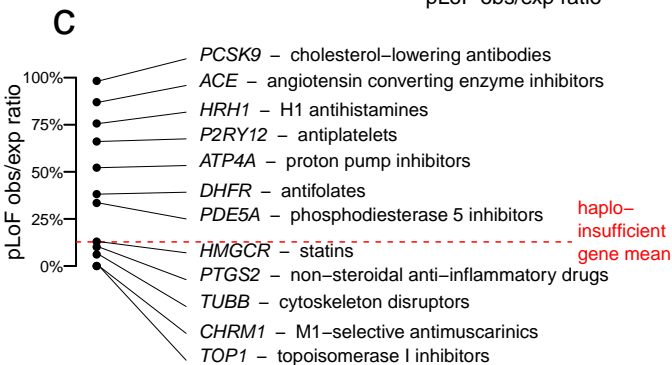 pLoF obs/exp ratio
C
PCSK9 – cholesterol–lowering antibodies
ACE – angiotensin converting enzyme inhibitors
HRH1 – H1 antihistamines
P2RY12 – antiplatelets
ATP4A – proton pump inhibitors
DHFR – antifolates
PDE5A – phosphodiesterase 5 inhibitors
HMGCR – statins
PTGS2 – non–steroidal anti–inflammatory drugs
TUBB – cytoskeleton disruptors
CHRM1 – M1–selective antimuscarinics
TOP1 – topoisomerase I inhibitors
pLoF obs/exp ratio
100%
75%
50%
25%
0%
haplo–
insufficient
gene mean